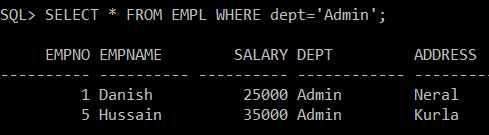 SQL> SELECT * FROM EMPL WHERE dept='Admin';
     EMPNO EMPNAME         SALARY DEPT       ADDRESS
---------- ---------- ---------- ---------- ---------
         1 Danish           25000 Admin      Neral
         5 Hussain          35000 Admin      Kurla